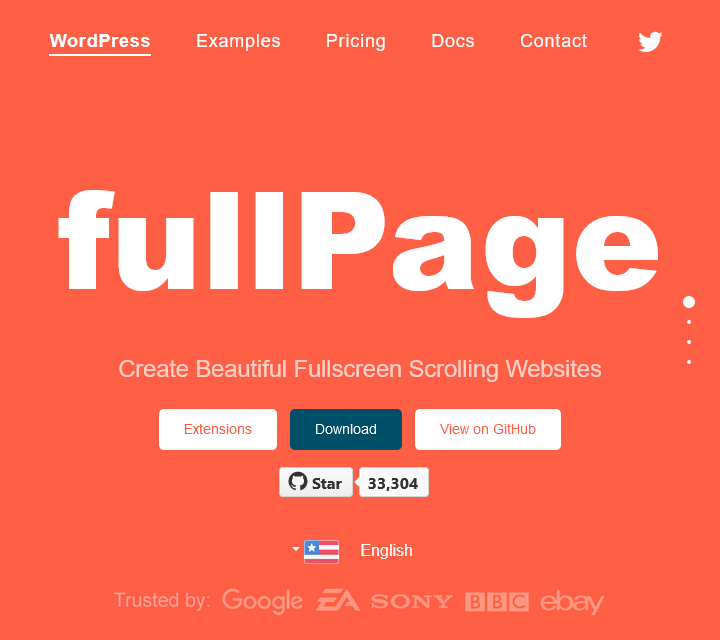 WordPress Examples Pricing Docs Contact
fullPage
Create Beautiful Fullscreen Scrolling Websites
Extensions Download View on GitHub
Star 33,304
English
Trusted by: Google EA SONY BBC ebay